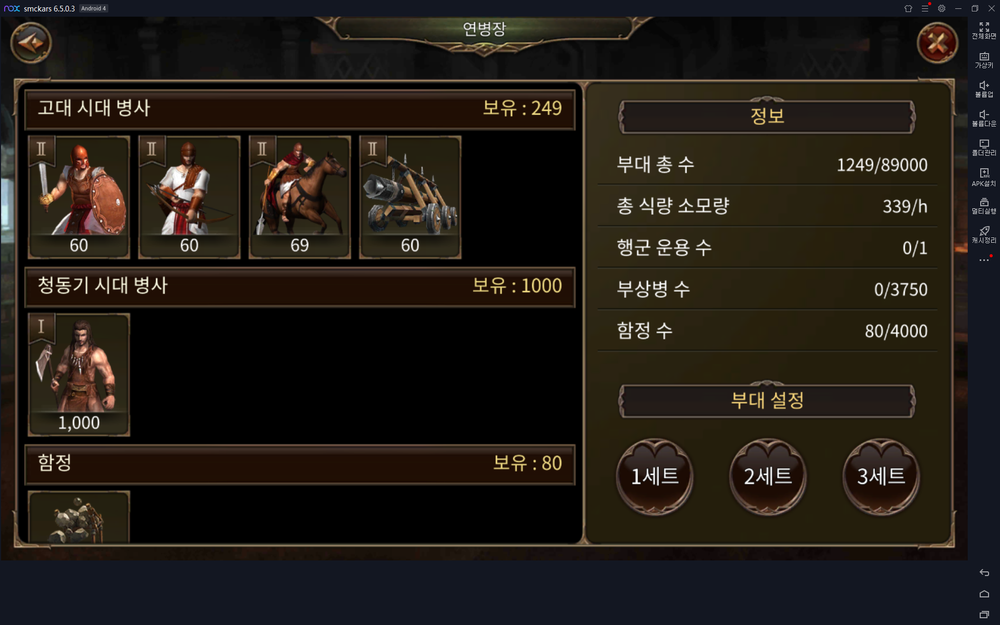 nox smckars 6.5.0.3 Android 4
연병장
고대 시대 병사 보유 : 249
II II II II
60 60 69 60
청동기 시대 병사 보유 : 1000
I
1,000
함정 보유 : 80
정보
부대 총 수 1249/89000
총 식량 소모량 339/h
행군 운용 수 0/1
부상병 수 0/3750
함정 수 80/4000
부대 설정
1세트 2세트 3세트
전체화면
가상키
볼륨업
볼륨다운
폴더관리
APK설치
멀티실행
캐시정리